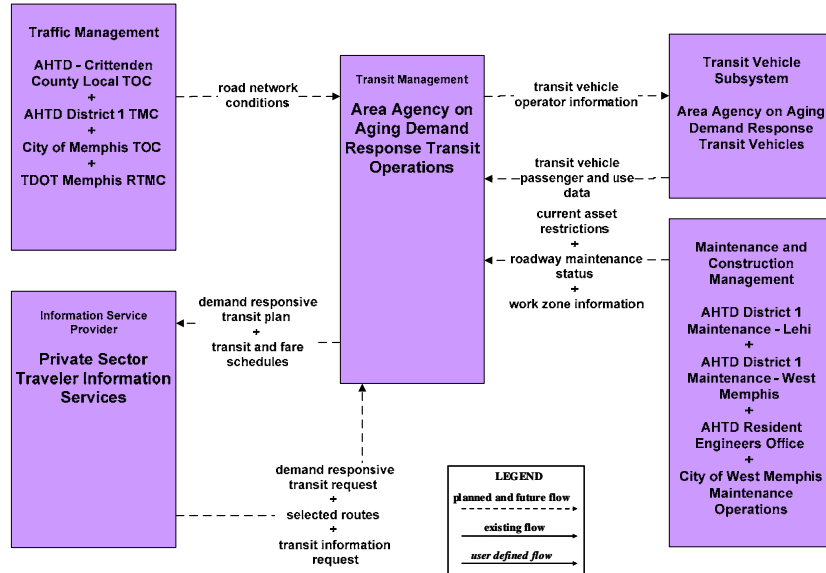 Traffic Management
AHTD - Crittenden
County Local TOC
+
AHTD District 1 TMC
+
City of Memphis TOC
+
TDOT Memphis RTMC
road network
conditions
Transit Management
Area Agency on
Aging Demand
Response Transit
Operations
transit vehicle
operator information
Transit Vehicle
Subsystem
Area Agency on Aging
Demand Response
Transit Vehicles
transit vehicle
passenger and use
data
current asset
restrictions
+
roadway maintenance
status
+
work zone information
Maintenance and
Construction
Management
AHTD District 1
Maintenance - Lehi
+
AHTD District 1
Maintenance - West
Memphis
+
AHTD Resident
Engineers Office
+
City of West Memphis
Maintenance
Operations
Information Service
Provider
Private Sector
Traveler Information
Services
demand responsive
transit plan
+
transit and fare
schedules
demand responsive
transit request
+
selected routes
+
transit information
request
LEGEND
planned and future flow
existing flow
user defined flow